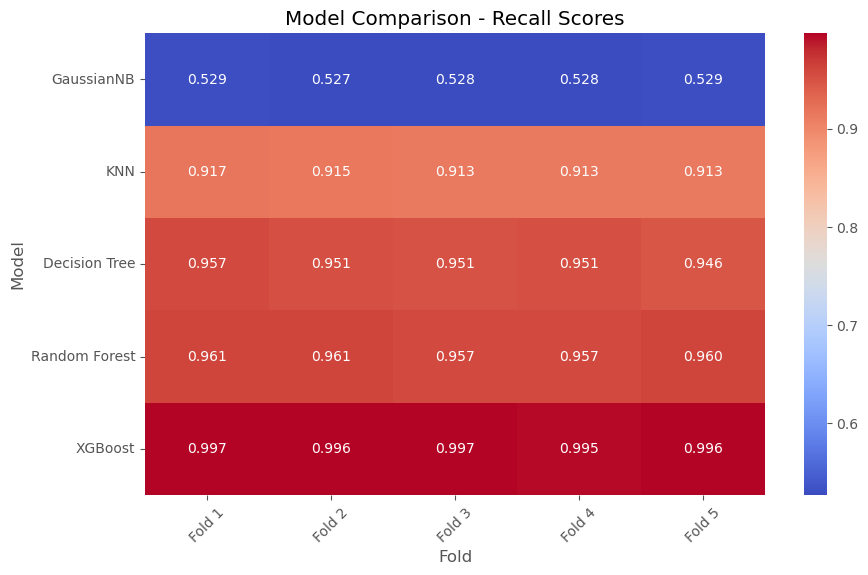 Model Comparison - Recall Scores
GaussianNB 0.529 0.527 0.528 0.528 0.529
KNN 0.917 0.915 0.913 0.913 0.913
Decision Tree 0.957 0.951 0.951 0.951 0.946
Random Forest 0.961 0.961 0.957 0.957 0.960
XGBoost 0.997 0.996 0.997 0.995 0.996
Fold 1 Fold 2 Fold 3 Fold 4 Fold 5
Fold
Model
0.9
0.8
0.7
0.6